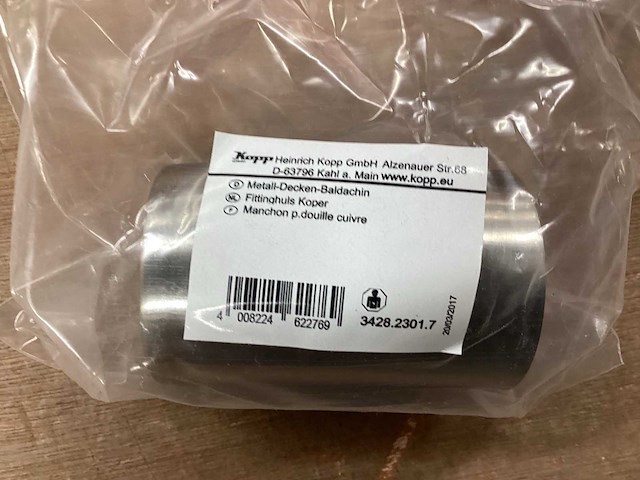 Kopp Heinrich Kopp GmbH Alzenauer Str.68
D-63796 Kahl a. Main www.kopp.eu
D Metall-Decken-Baldachin
NL Fittinghuls Koper
F Manchon p.douille cuivre
4 008224 622769
3428.2301.7
20/03/2017